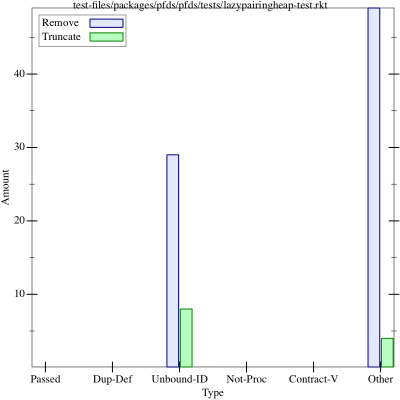 test-files/packages/pfds/pfds/tests/lazypairingheap-test.rkt
Remove
Truncate
40
30
20
10
Amount
Passed Dup-Def Unbound-ID Not-Proc Contract-V Other
Type